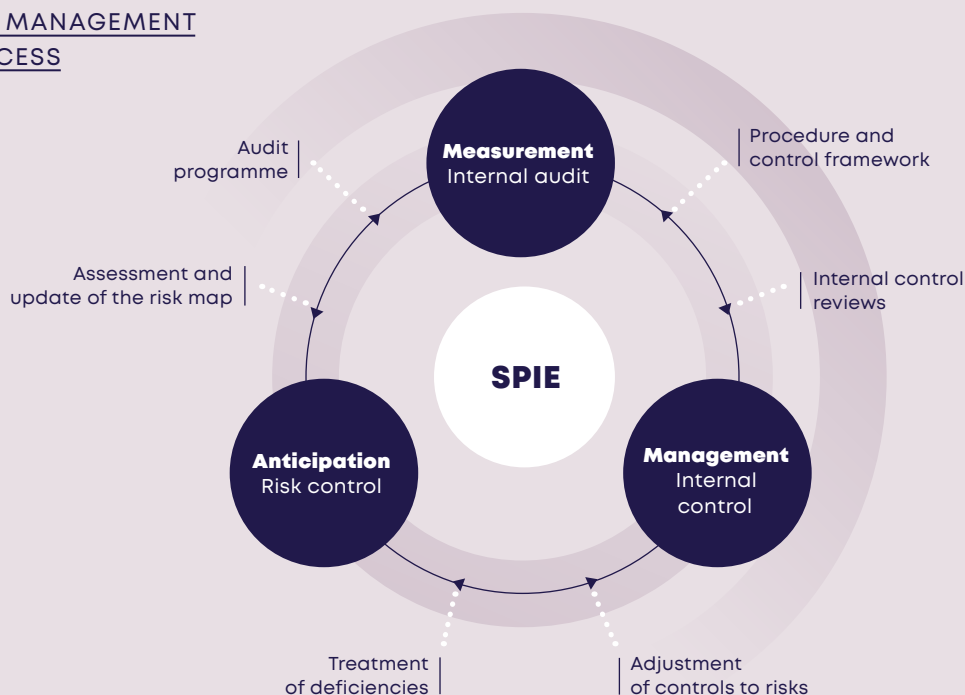 MANAGEMENT
CESS
Measurement
Internal audit
Audit
programme
Procedure and
control framework
Assessment and
update of the risk map
Internal control
reviews
SPIE
Anticipation
Risk control
Management
Internal
control
Treatment
of deficiencies
Adjustment
of controls to risks